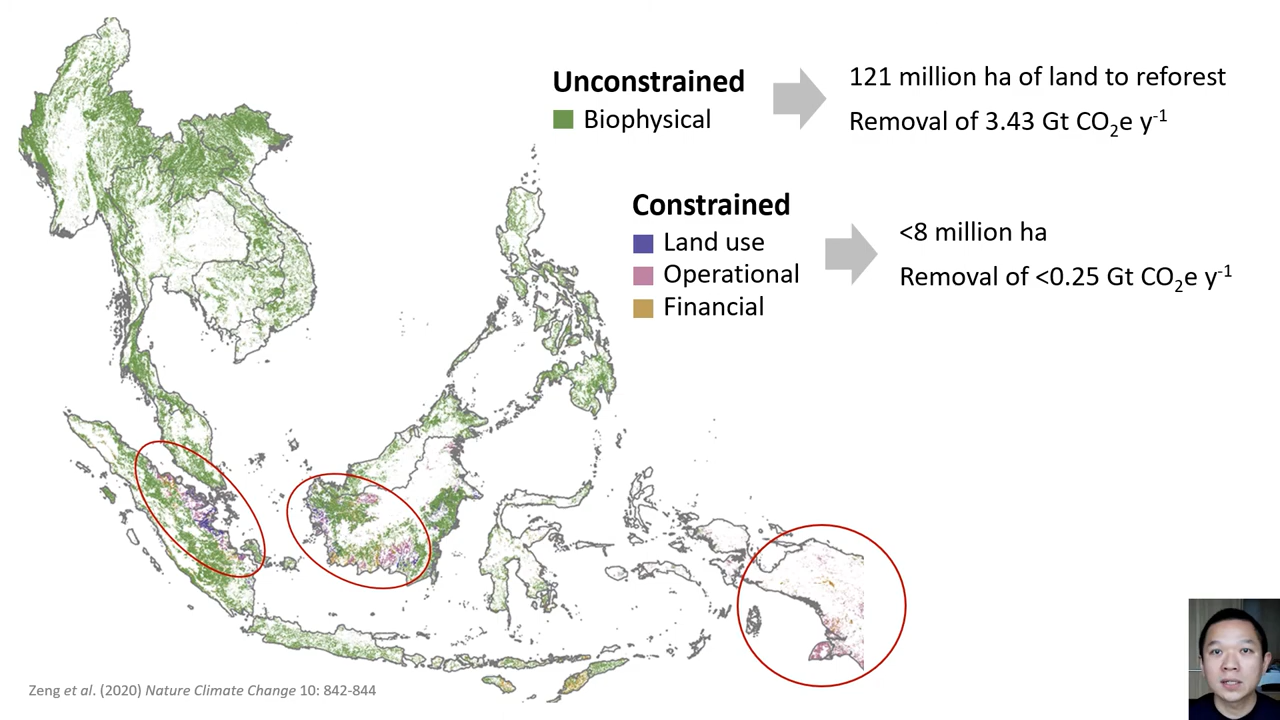 Unconstrained
Biophysical
121 million ha of land to reforest
Removal of 3.43 Gt CO₂e y⁻¹
Constrained
Land use
Operational
Financial
<8 million ha
Removal of <0.25 Gt CO₂e y⁻¹
Zeng et al. (2020) Nature Climate Change 10: 842-844